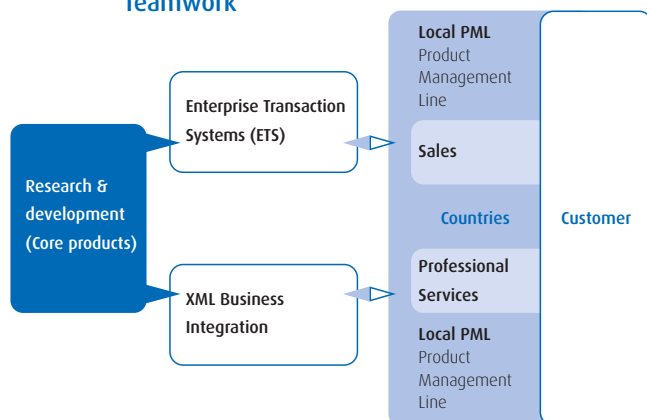 Teamwork
Research &
development
(Core products)
Enterprise Transaction
Systems (ETS)
XML Business
Integration
Local PML
Product
Management
Line
Sales
Countries
Professional
Services
Local PML
Product
Management
Line
Customer